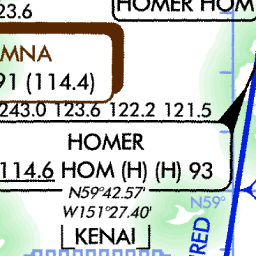 HOMER HOM
123.6
MNA
91 (114.4)
243.0 123.6 122.2 121.5
HOMER
114.6 HOM (H) (H) 93
N59°42.57'
W151°27.40'
N59°
KENAI
RED